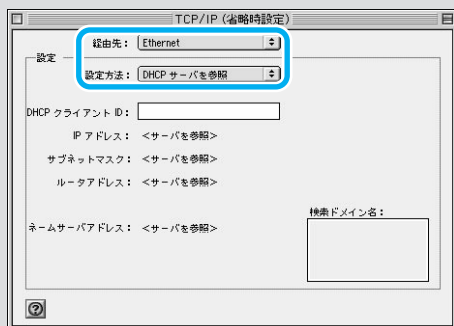 TCP/IP (省略時設定)
経由先： Ethernet
設定
設定方法： DHCP サーバを参照
DHCP クライアント ID：
IP アドレス： <サーバを参照>
サブネットマスク： <サーバを参照>
ルータアドレス： <サーバを参照>
検索ドメイン名：
ネームサーバアドレス： <サーバを参照>
?